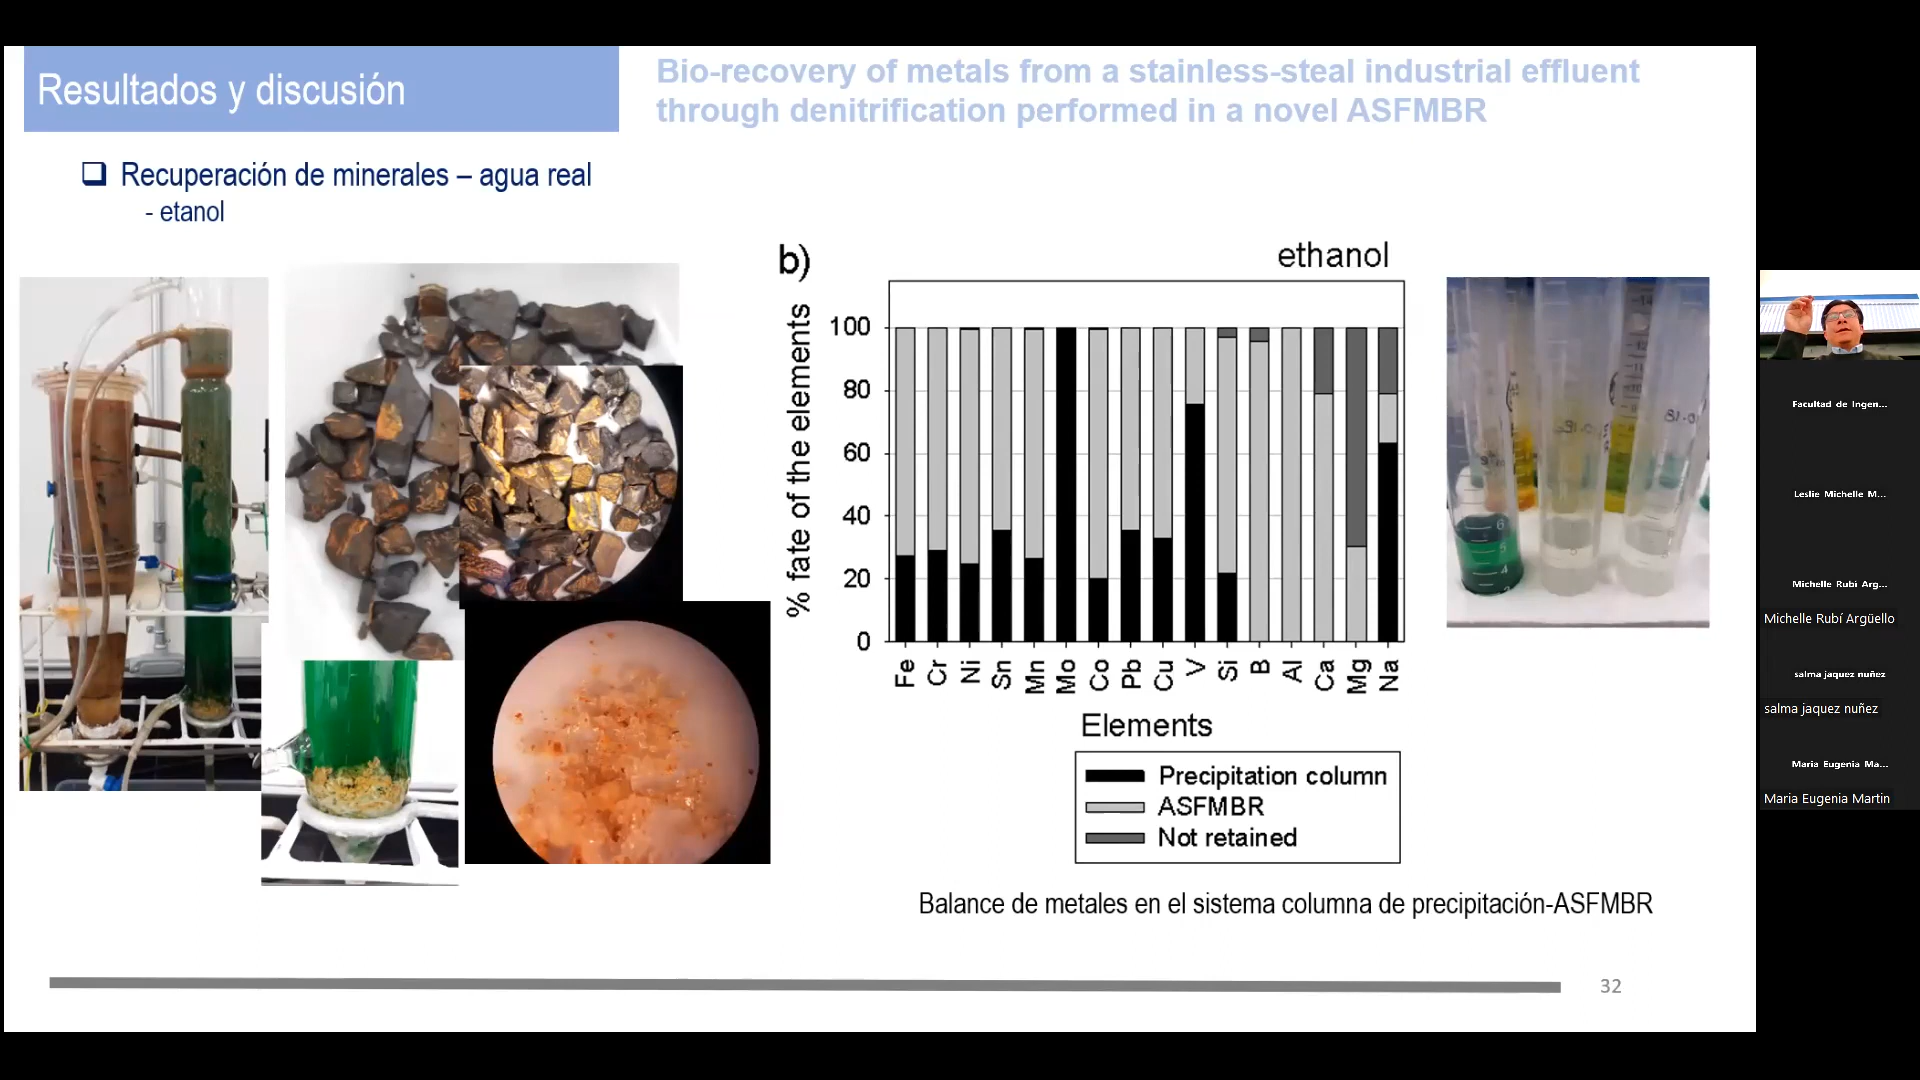 Resultados y discusión
Bio-recovery of metals from a stainless-steal industrial effluent
through denitrification performed in a novel ASFMBR
Recuperación de minerales – agua real
- etanol
b)
ethanol
% fate of the elements
100
80
60
40
20
0
Fe
Cr
Ni
Sn
Mn
Mo
Co
Pb
Cu
V
Si
B
Al
Ca
Mg
Na
Elements
Precipitation column
ASFMBR
Not retained
Balance de metales en el sistema columna de precipitación-ASFMBR
32
Facultad de Ingen...
Leslie Michelle M...
Michelle Rubi Arg...
Michelle Rubí Argüello
salma jaquez nuñez
salma jaquez nuñez
Maria Eugenia Ma...
Maria Eugenia Martin